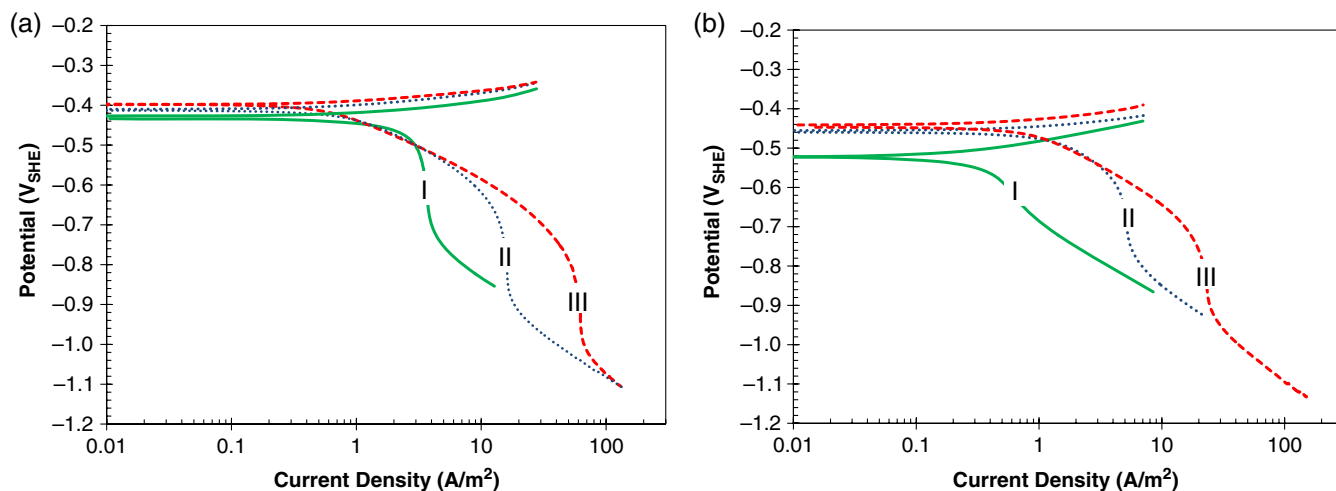 (a)
Potential (V_SHE)
–0.2
–0.3
–0.4
–0.5
–0.6
–0.7
–0.8
–0.9
–1.0
–1.1
–1.2
I
II
III
0.01 0.1 1 10 100
Current Density (A/m²)
(b)
Potential (V_SHE)
–0.2
–0.3
–0.4
–0.5
–0.6
–0.7
–0.8
–0.9
–1.0
–1.1
–1.2
I
II
III
0.01 0.1 1 10 100
Current Density (A/m²)